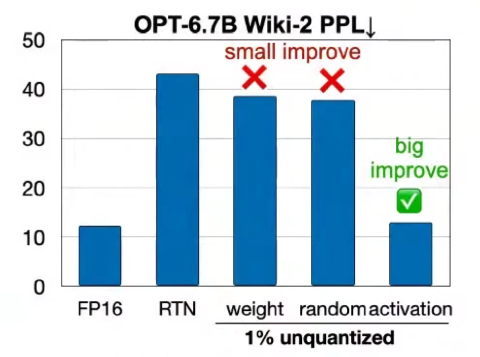 OPT-6.7B Wiki-2 PPL↓
50
40
30
20
10
0
small improve
big
improve
FP16 RTN weight random activation
1% unquantized